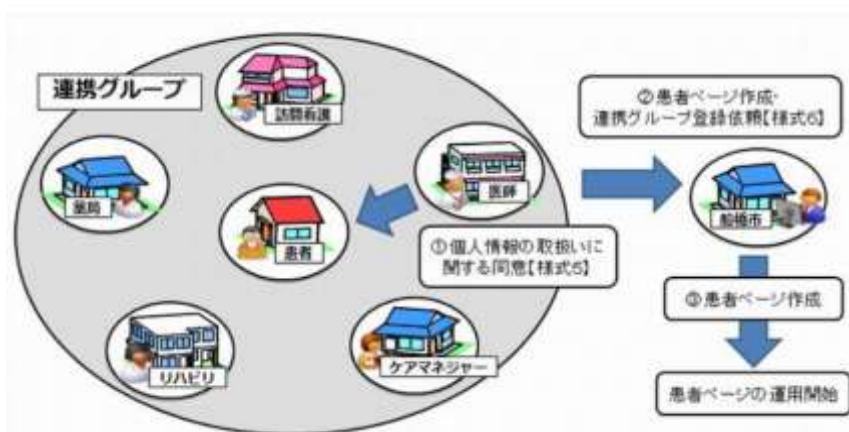 連携グループ
訪問看護
薬局
医師
患者
リハビリ
ケアマネジャー
①個人情報の取扱いに
関する同意【様式5】
②患者ページ作成・
連携グループ登録依頼【様式6】
船橋市
③患者ページ作成
患者ページの運用開始